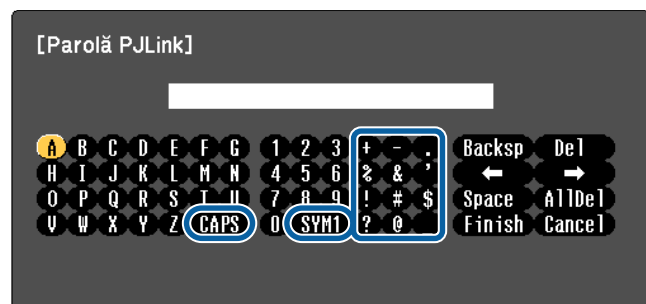 [Parolă PJLink]
A B C D E F G 1 2 3 + - . Backsp Del
H I J K L M N 4 5 6 % & ' ← →
O P Q R S T U 7 8 9 ! # $ Space AllDel
V W X Y Z CAPS 0 SYM1 ? @ _ Finish Cancel